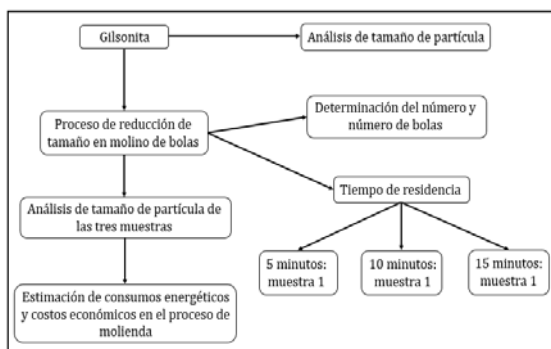 Gilsonita
Análisis de tamaño de partícula
Proceso de reducción de
tamaño en molino de bolas
Determinación del número y
número de bolas
Tiempo de residencia
Análisis de tamaño de partícula de
las tres muestras
5 minutos:
muestra 1
10 minutos:
muestra 1
15 minutos:
muestra 1
Estimación de consumos energéticos
y costos económicos en el proceso de
molienda